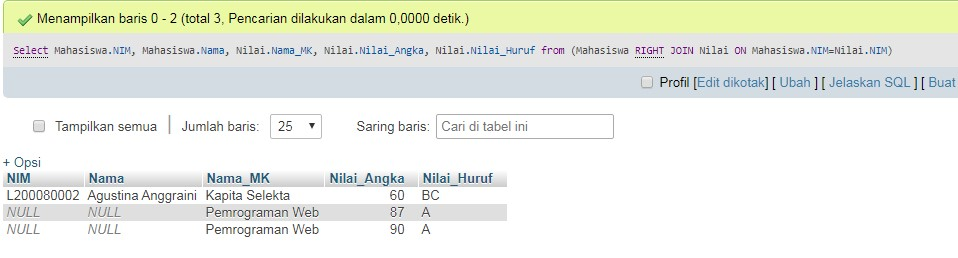 Menampilkan baris 0 - 2 (total 3, Pencarian dilakukan dalam 0,0000 detik.)
Select Mahasiswa.NIM, Mahasiswa.Nama, Nilai.Nama_MK, Nilai.Nilai_Angka, Nilai.Nilai_Huruf from (Mahasiswa RIGHT JOIN Nilai ON Mahasiswa.NIM=Nilai.NIM)
Profil [Edit dikotak] [ Ubah ] [ Jelaskan SQL ] [ Buat
Tampilkan semua | Jumlah baris: 25 Saring baris: Cari di tabel ini
+ Opsi
NIM Nama Nama_MK Nilai_Angka Nilai_Huruf
L200080002 Agustina Anggraini Kapita Selekta 60 BC
NULL NULL Pemrograman Web 87 A
NULL NULL Pemrograman Web 90 A